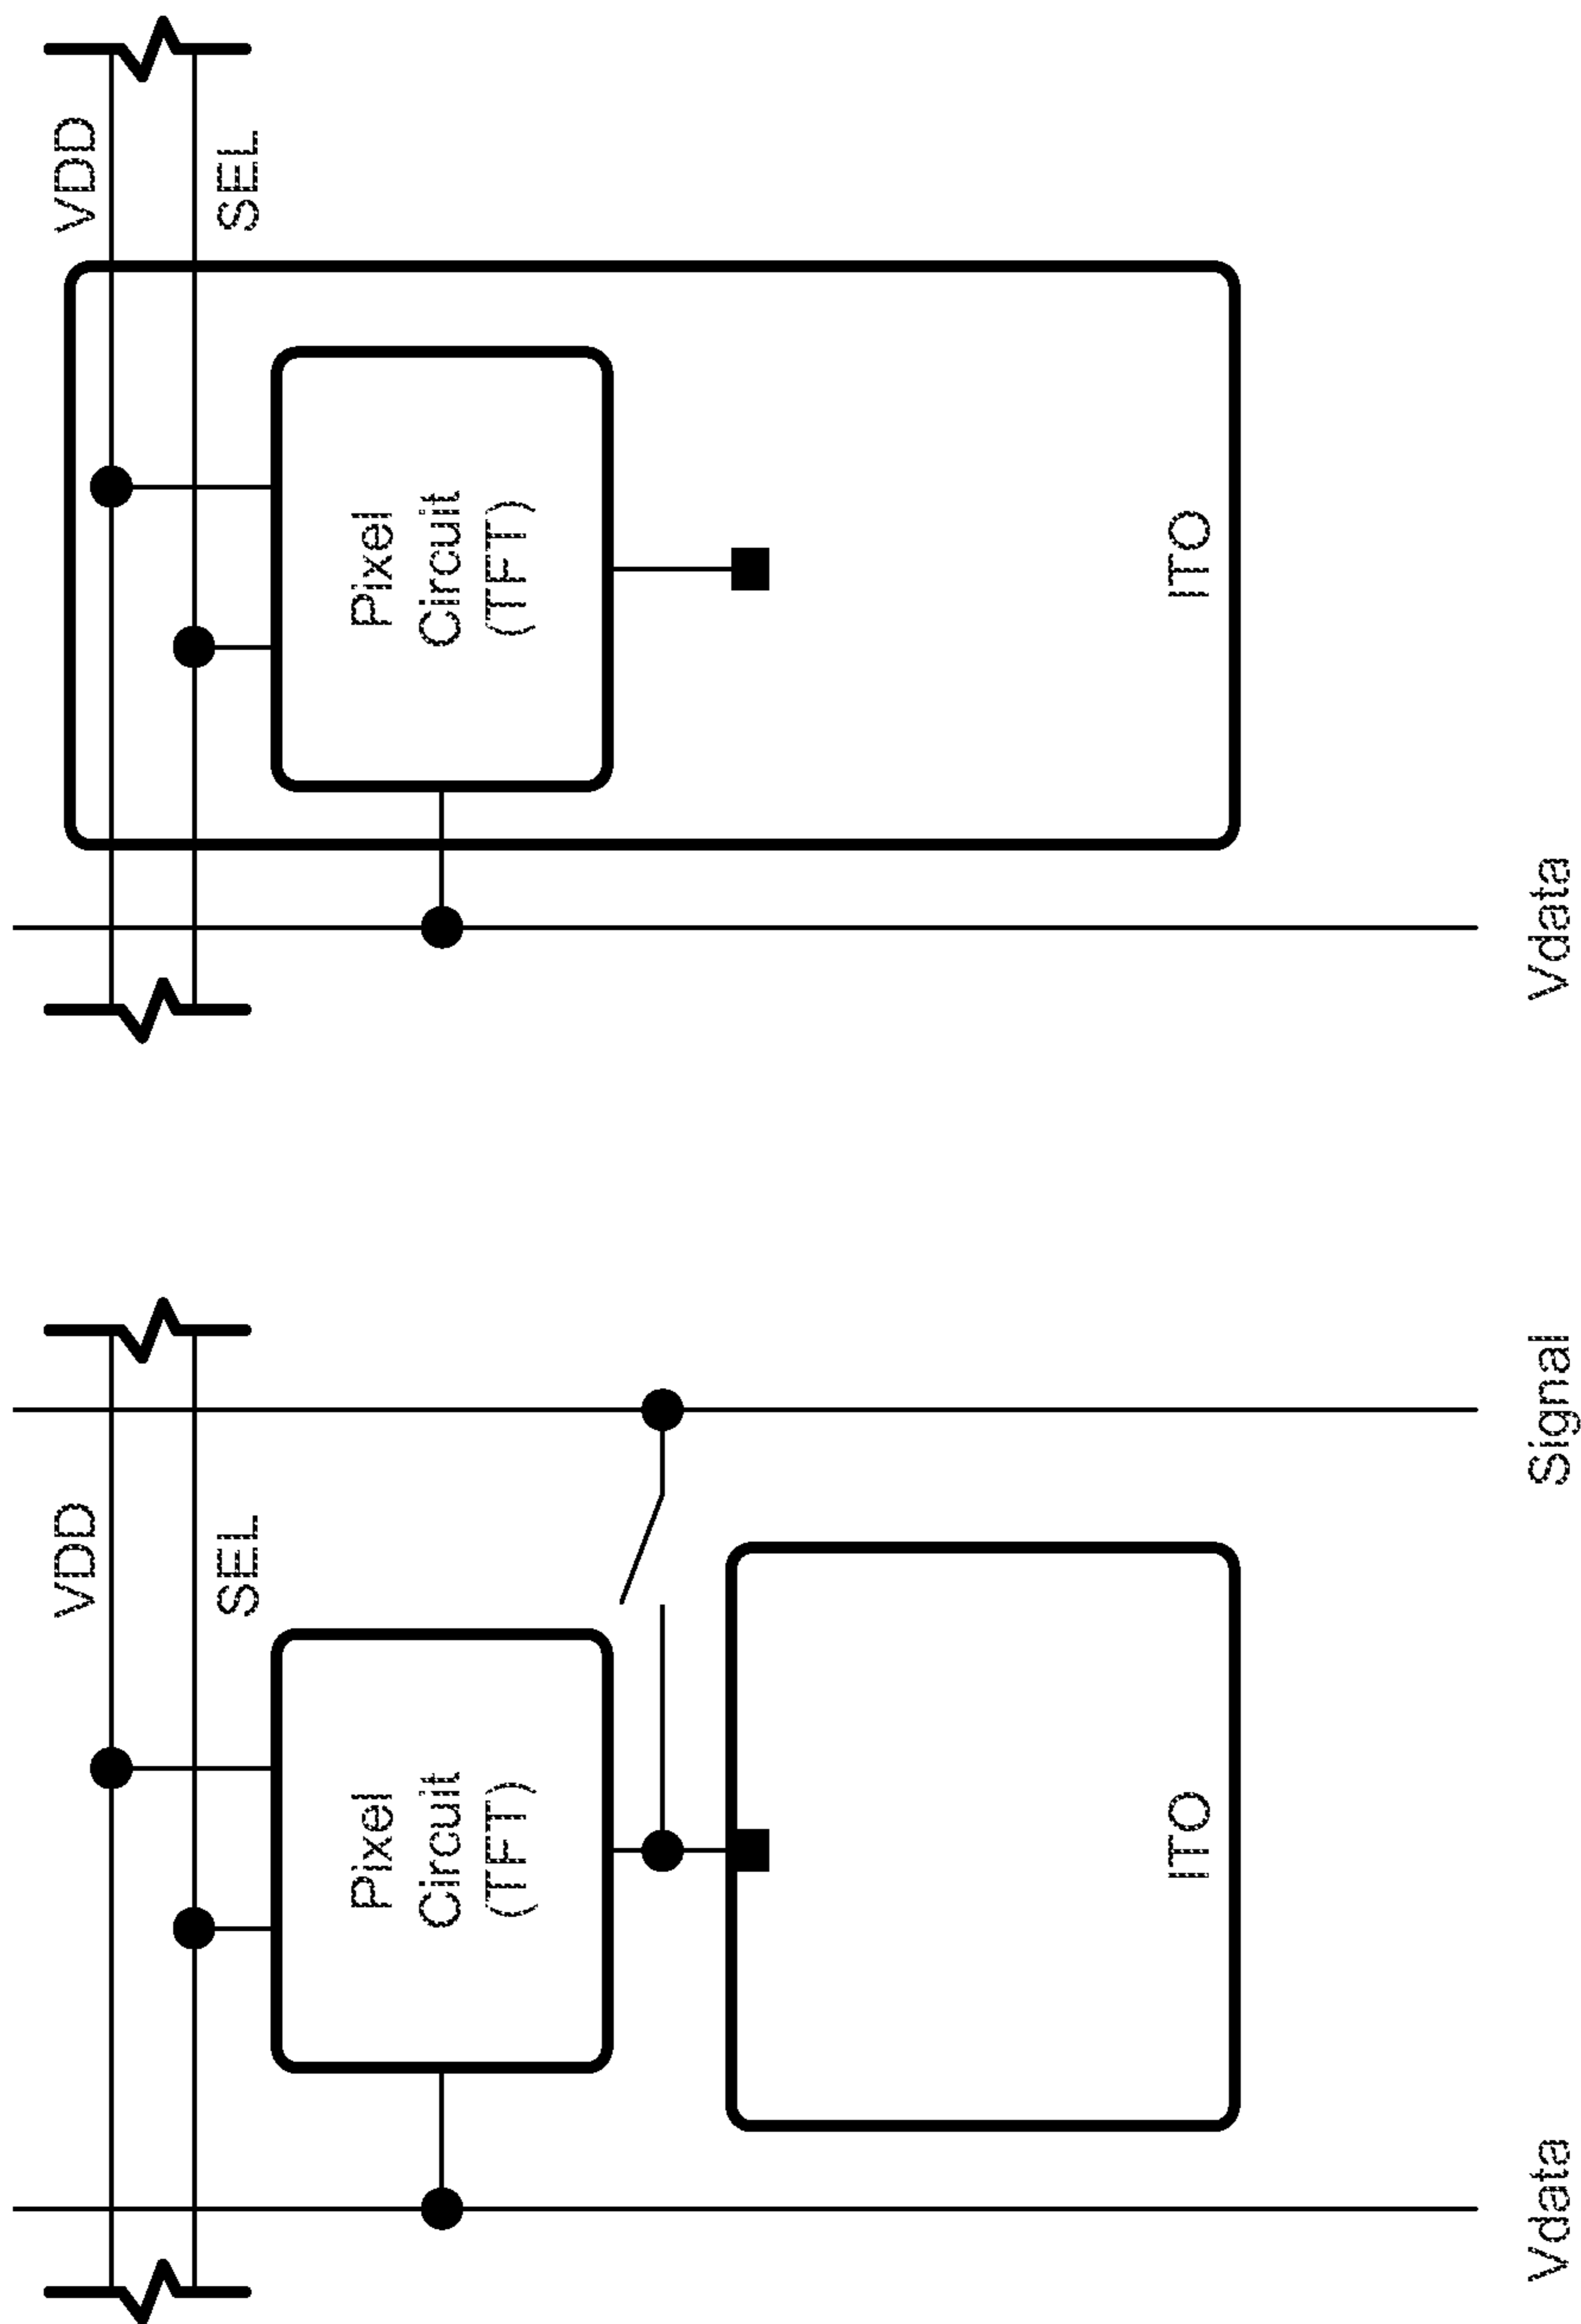 VDD
SEL
Pixel
Circuit
(TFT)
ITO
Vdata
Signal
VDD
SEL
Pixel
Circuit
(TFT)
ITO
Vdata